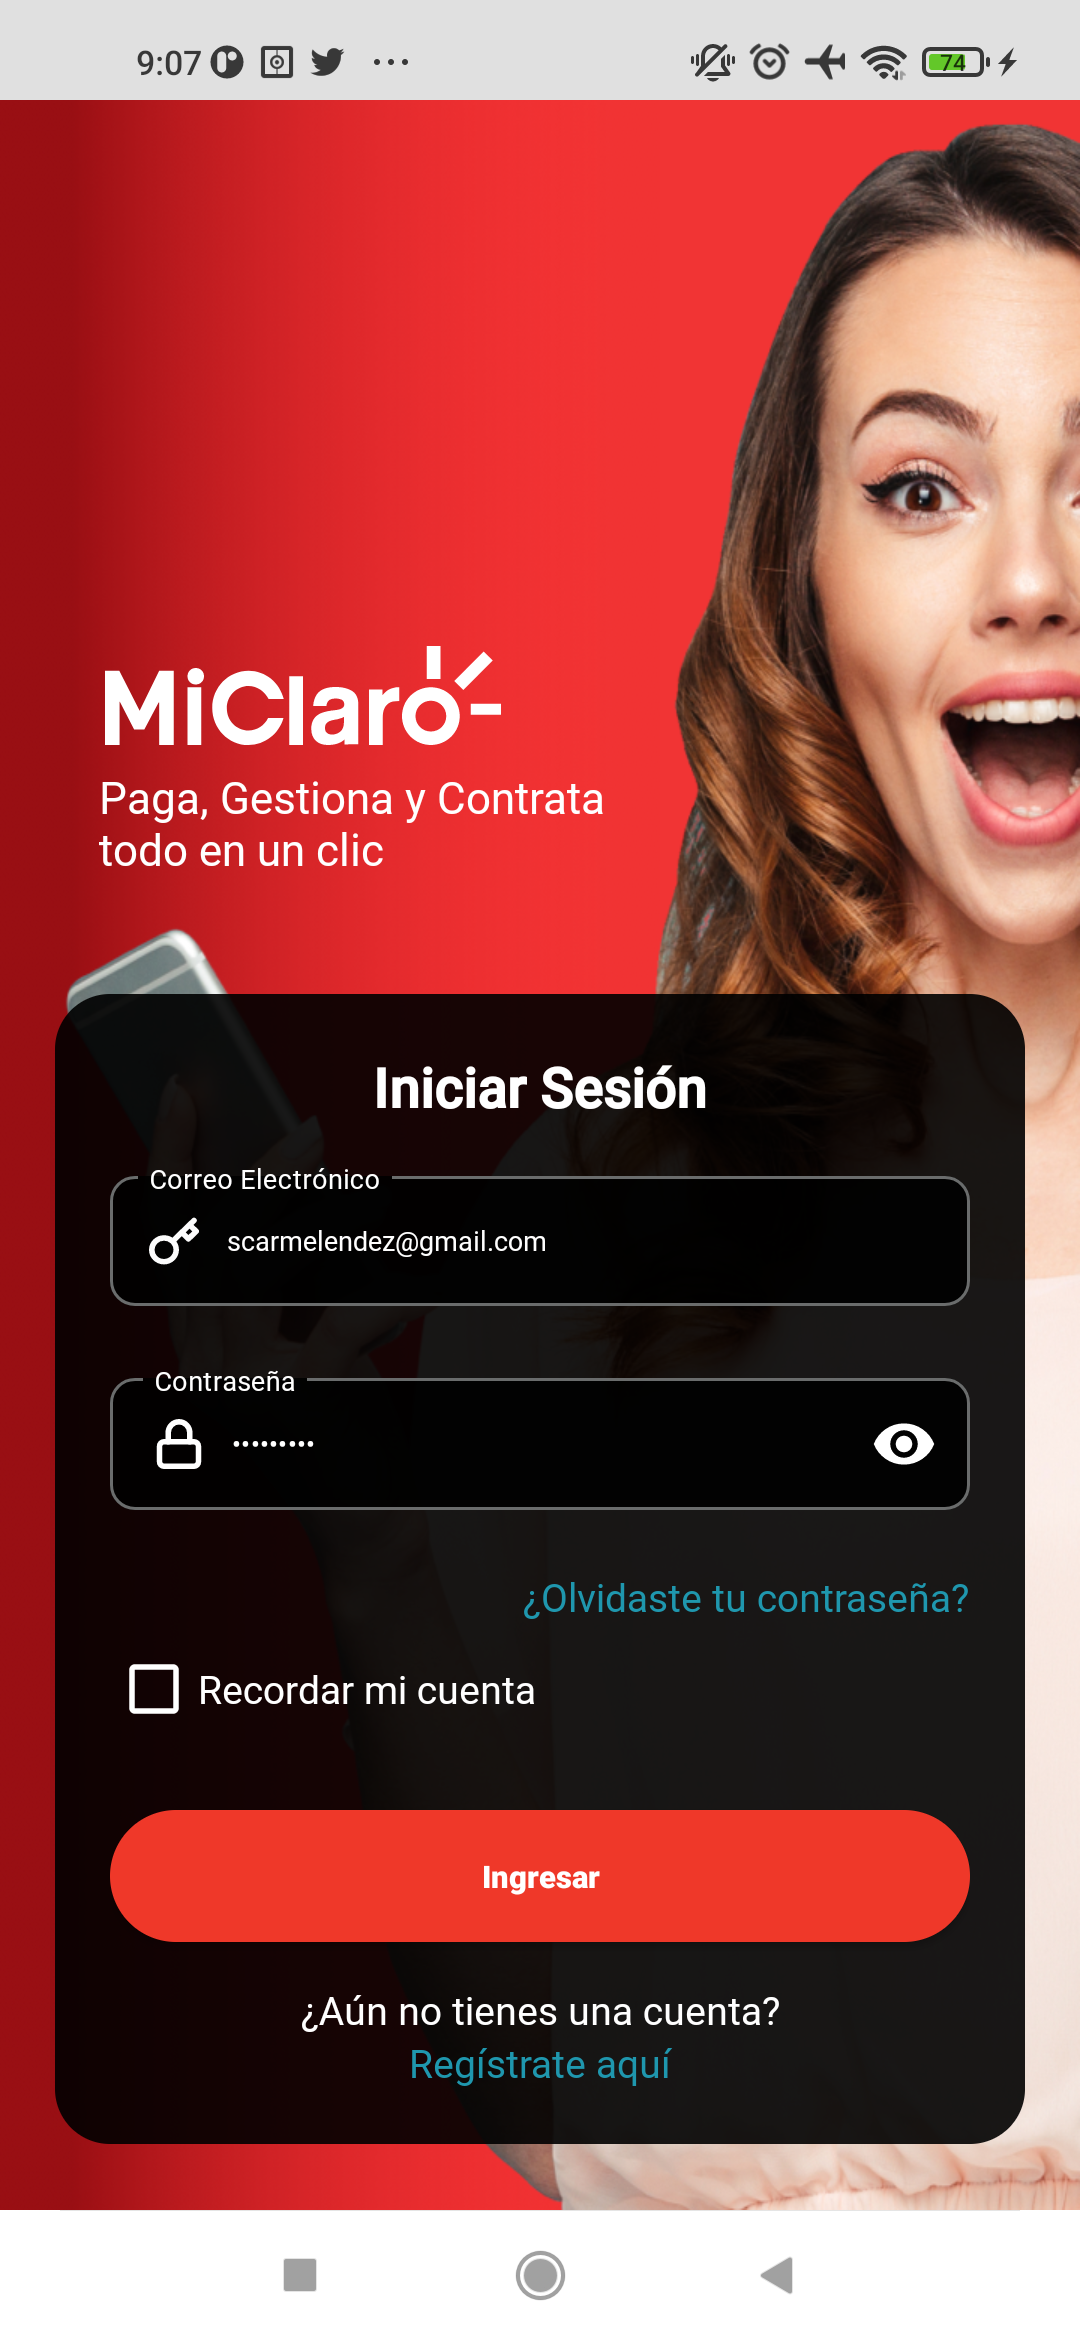 9:07
74
MiClaro
Paga, Gestiona y Contrata
todo en un clic
Iniciar Sesión
Correo Electrónico
scarmelendez@gmail.com
Contraseña
•••••••••
¿Olvidaste tu contraseña?
Recordar mi cuenta
Ingresar
¿Aún no tienes una cuenta?
Regístrate aquí